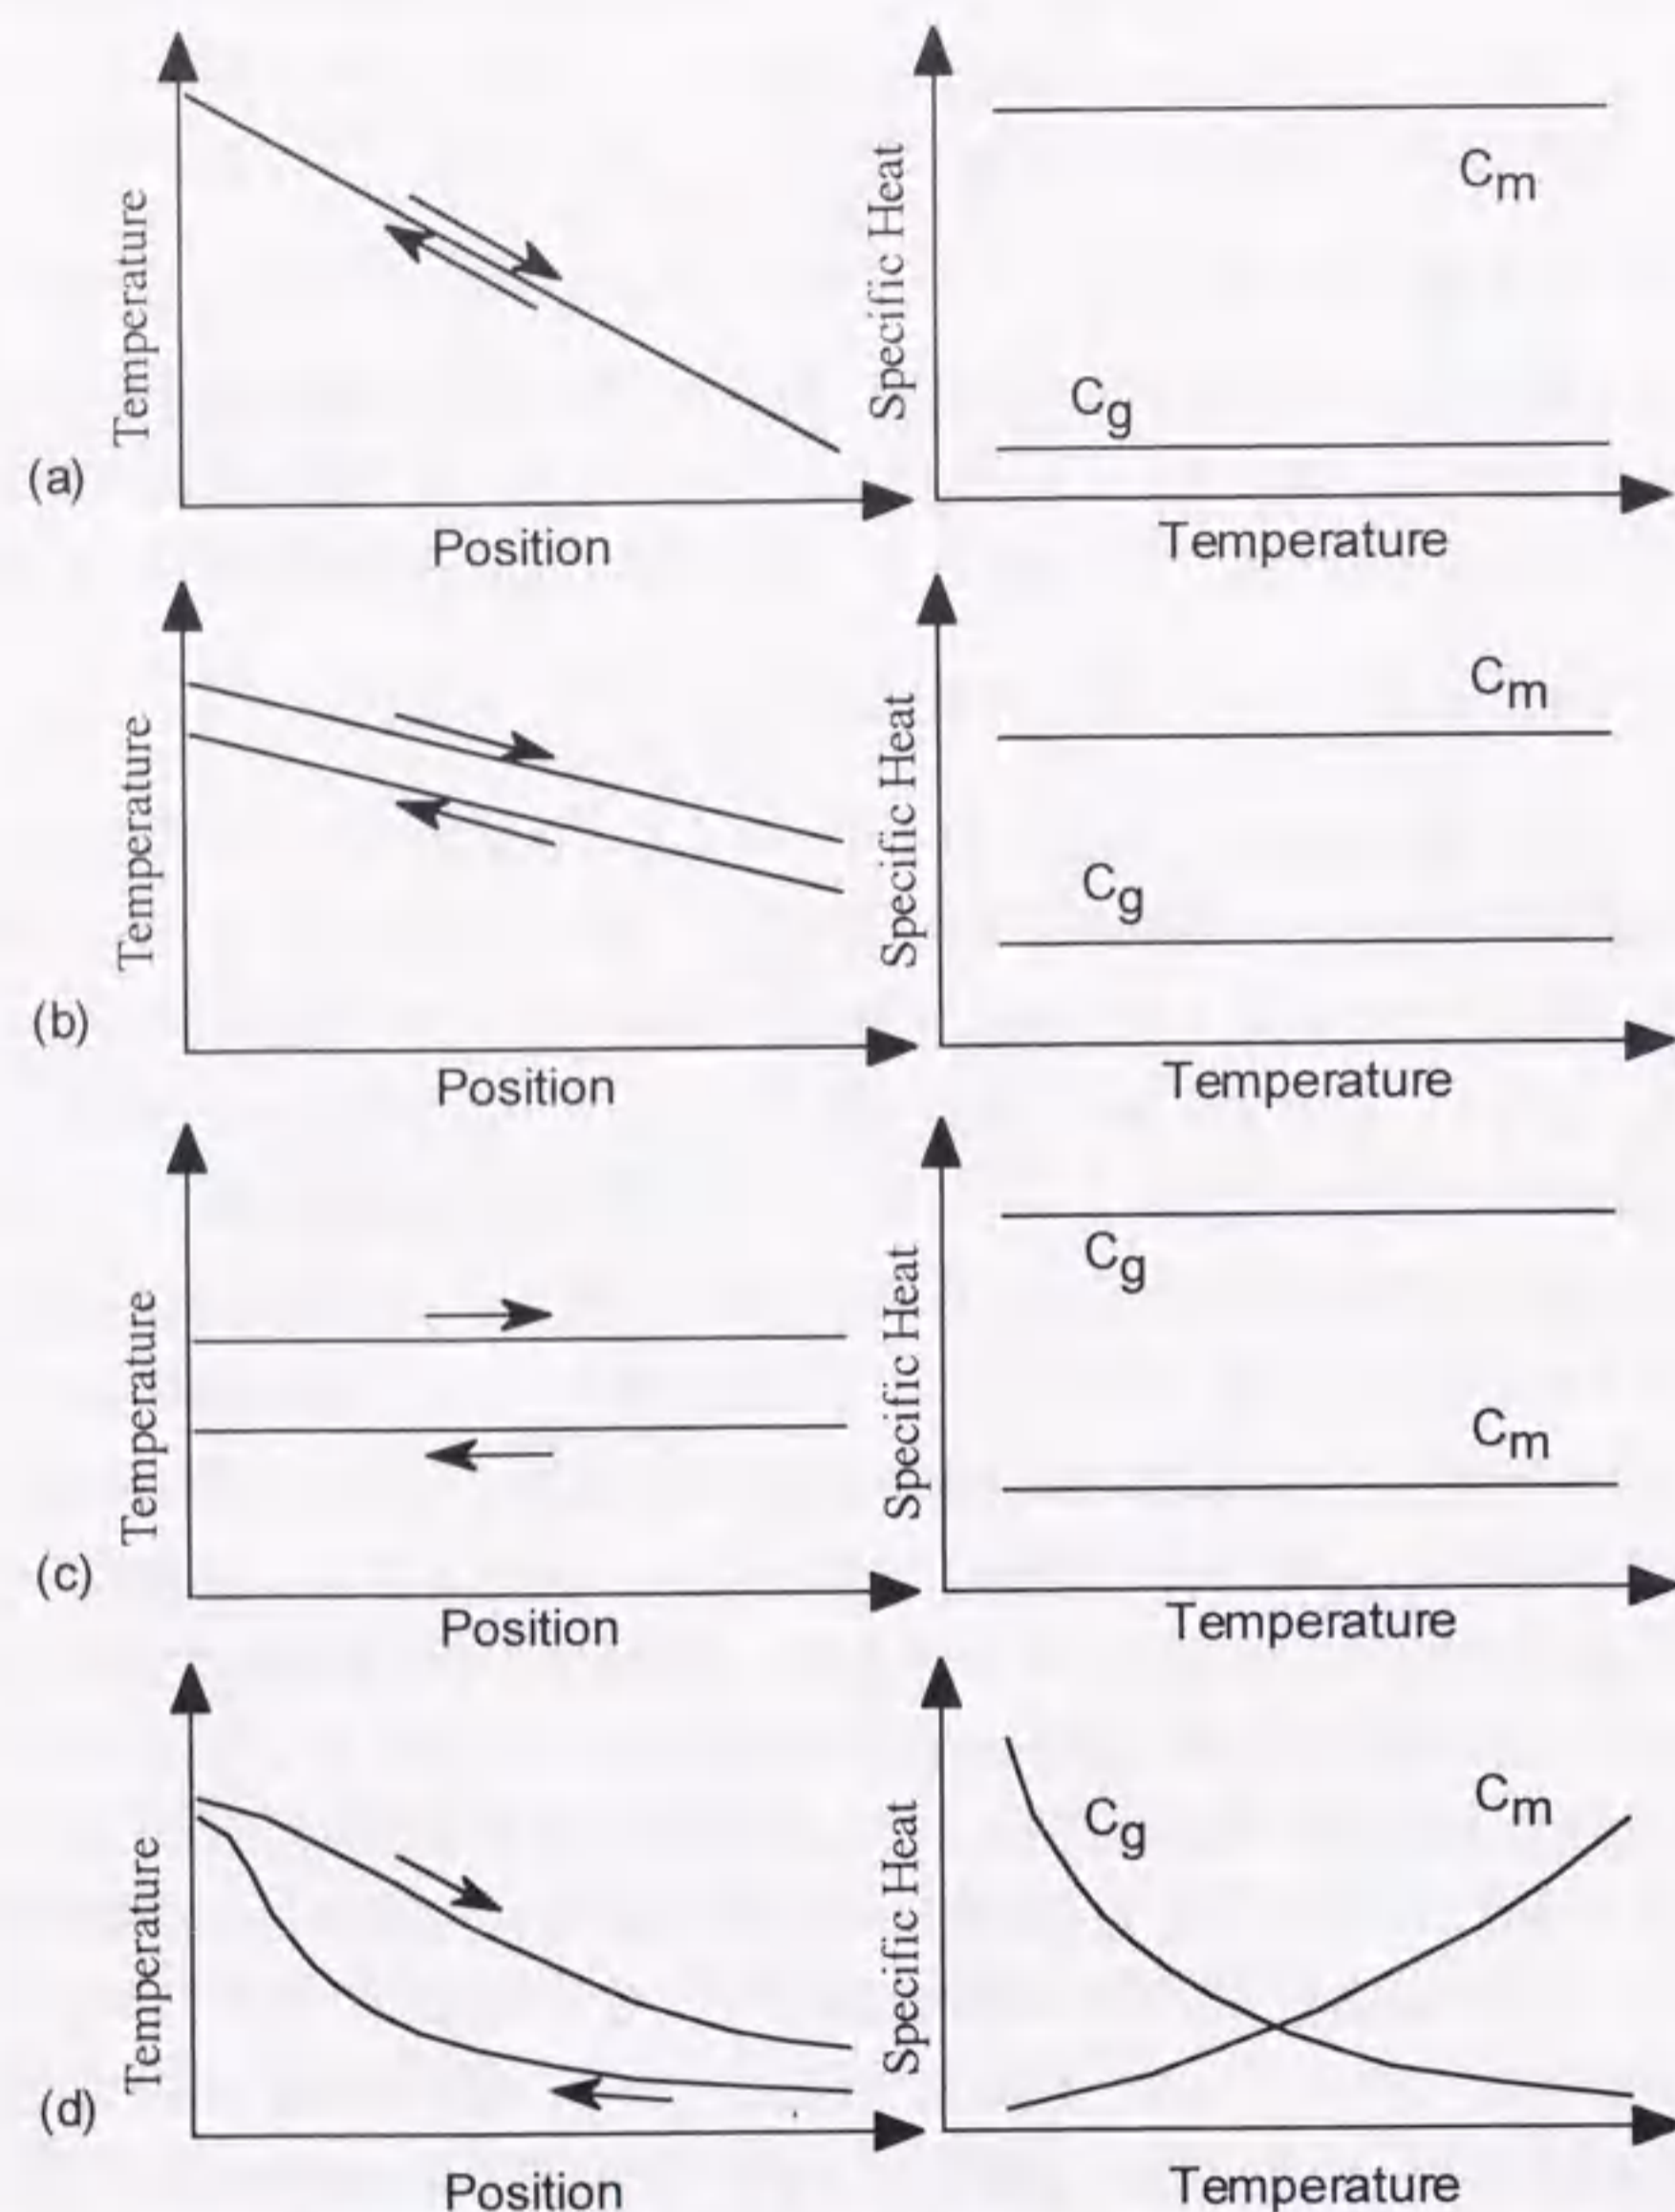 Temperature
Specific Heat
Cm
Cg
(a)
Position
Temperature
Temperature
Specific Heat
Cm
Cg
(b)
Position
Temperature
Temperature
Specific Heat
Cg
Cm
(c)
Position
Temperature
Temperature
Specific Heat
Cg
Cm
(d)
Position
Temperature